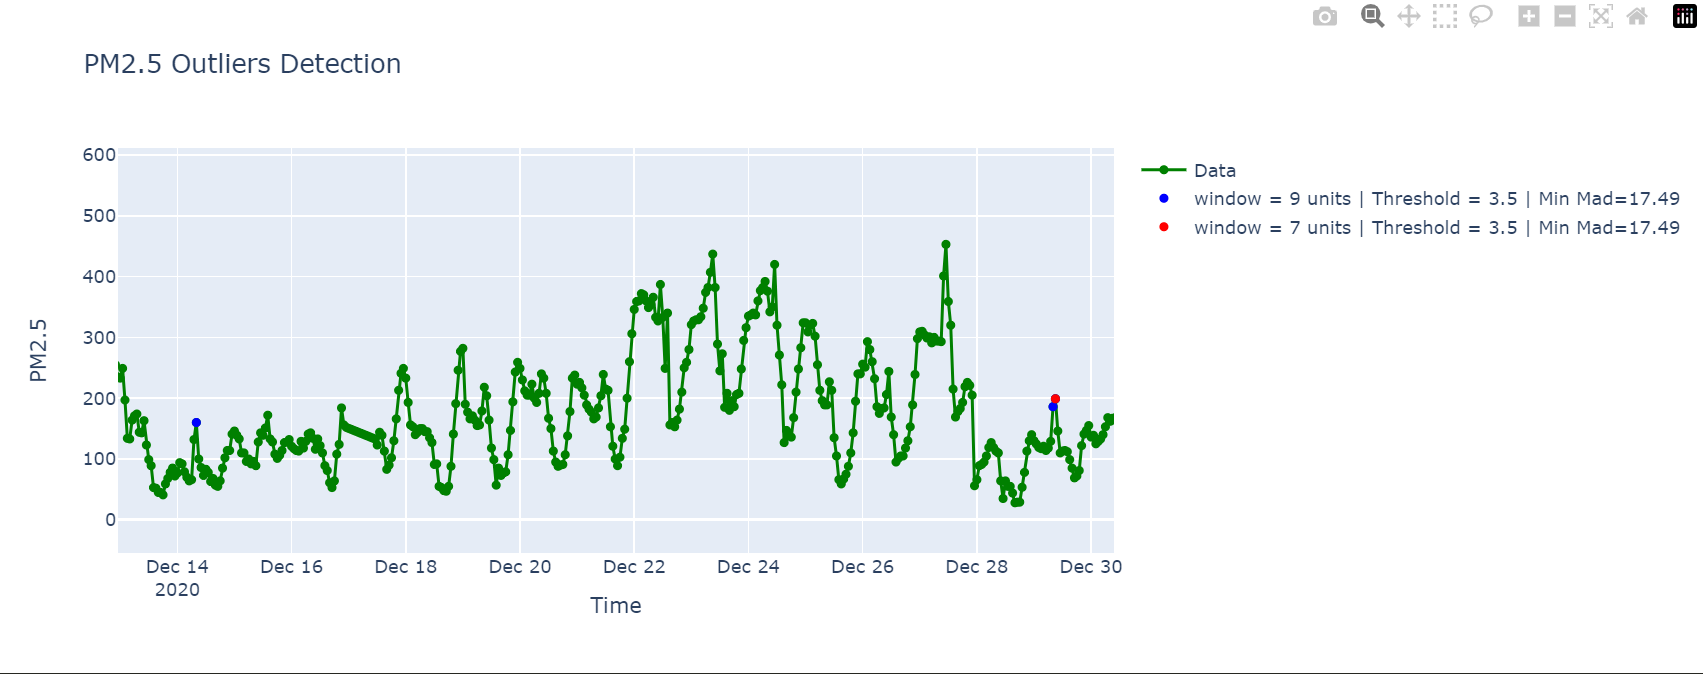 PM2.5 Outliers Detection
600
500
400
300
200
100
0
PM2.5
Dec 14
2020
Dec 16
Dec 18
Dec 20
Dec 22
Dec 24
Dec 26
Dec 28
Dec 30
Time
Data
window = 9 units | Threshold = 3.5 | Min Mad=17.49
window = 7 units | Threshold = 3.5 | Min Mad=17.49